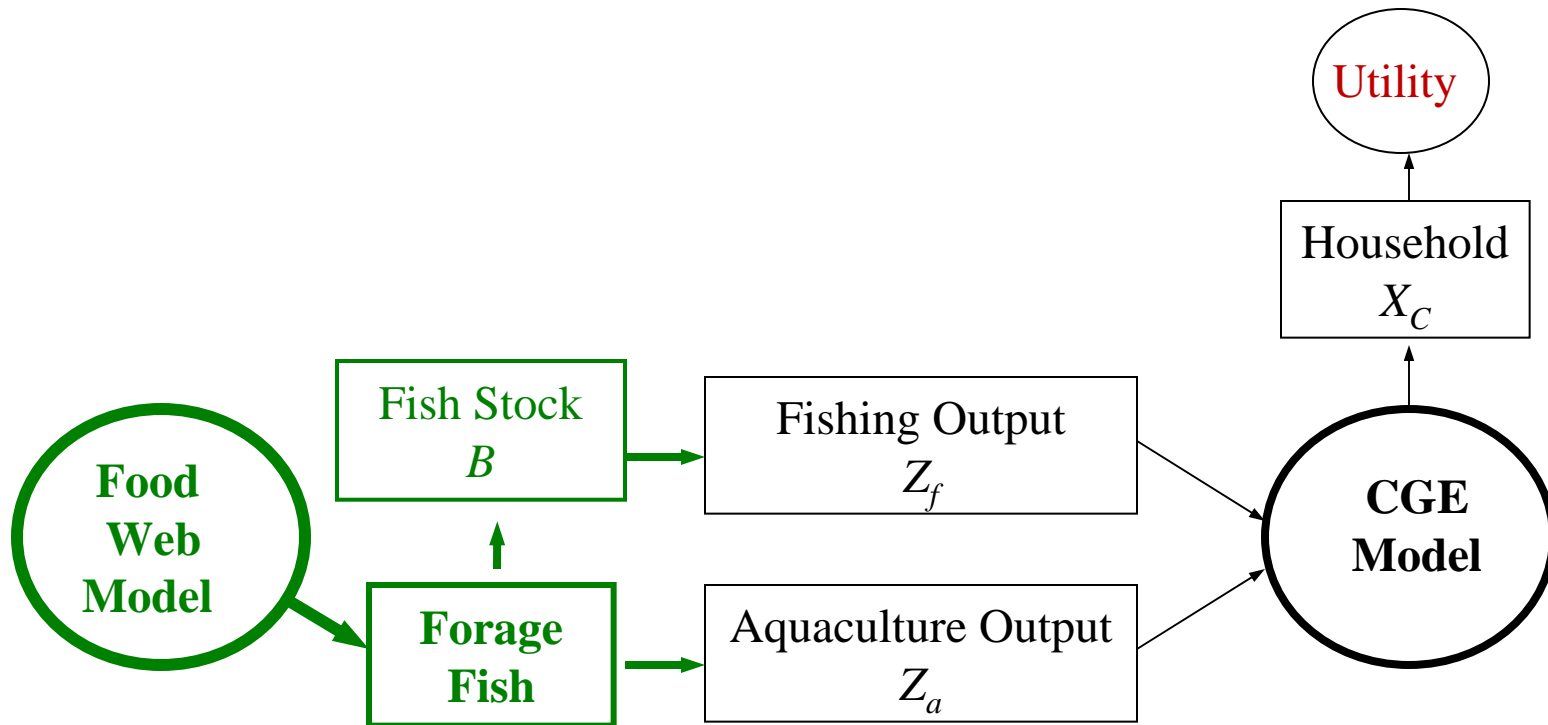 Utility
Household
X_C
Fish Stock
B
Fishing Output
Z_f
Food
Web
Model
CGE
Model
Forage
Fish
Aquaculture Output
Z_a